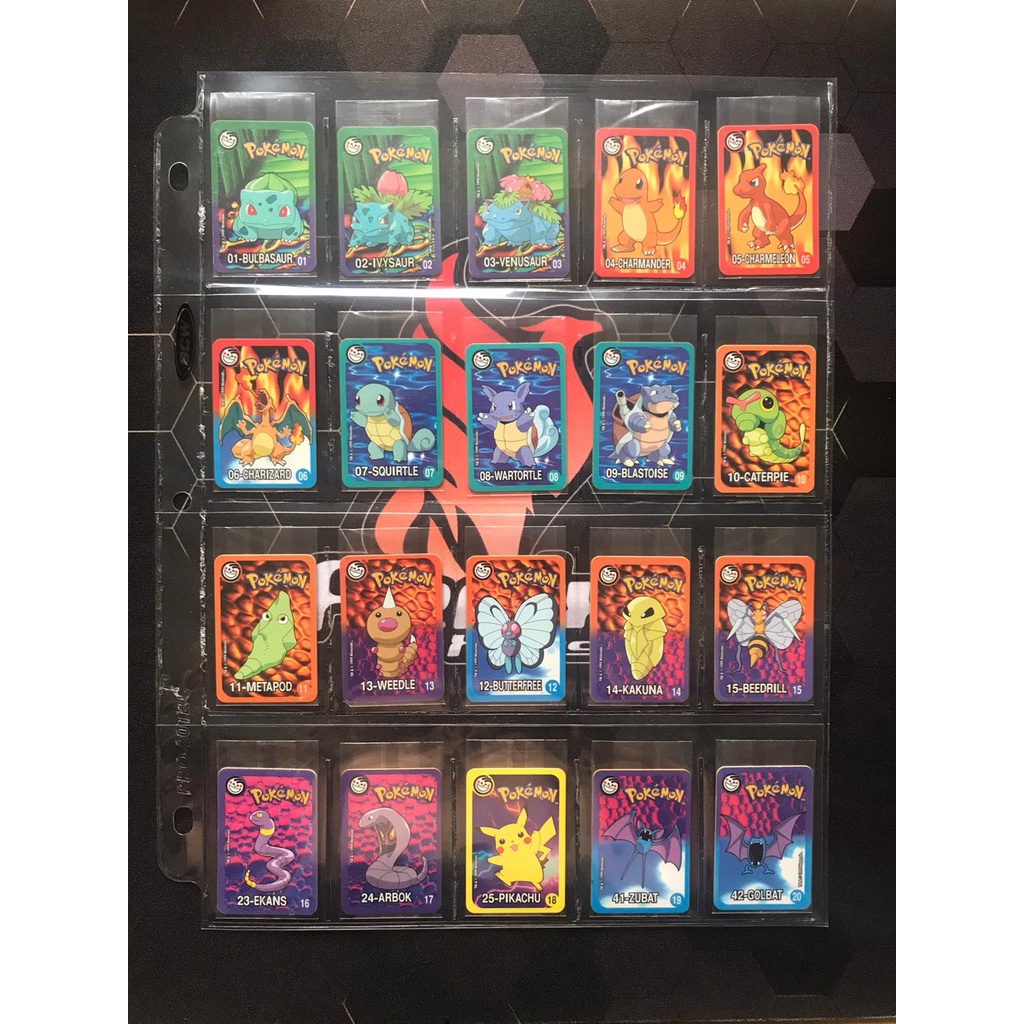 Pokémon
01-BULBASAUR 01
Pokémon
02-IVYSAUR 02
Pokémon
03-VENUSAUR 03
Pokémon
04-CHARMANDER 04
Pokémon
05-CHARMELEON 05
Pokémon
06-CHARIZARD 06
Pokémon
07-SQUIRTLE 07
Pokémon
08-WARTORTLE 08
Pokémon
09-BLASTOISE 09
Pokémon
10-CATERPIE 10
Pokémon
11-METAPOD 11
Pokémon
13-WEEDLE 13
Pokémon
12-BUTTERFREE 12
Pokémon
14-KAKUNA 14
Pokémon
15-BEEDRILL 15
Pokémon
23-EKANS 16
Pokémon
24-ARBOK 17
Pokémon
25-PIKACHU 18
Pokémon
41-ZUBAT 19
Pokémon
42-GOLBAT 20